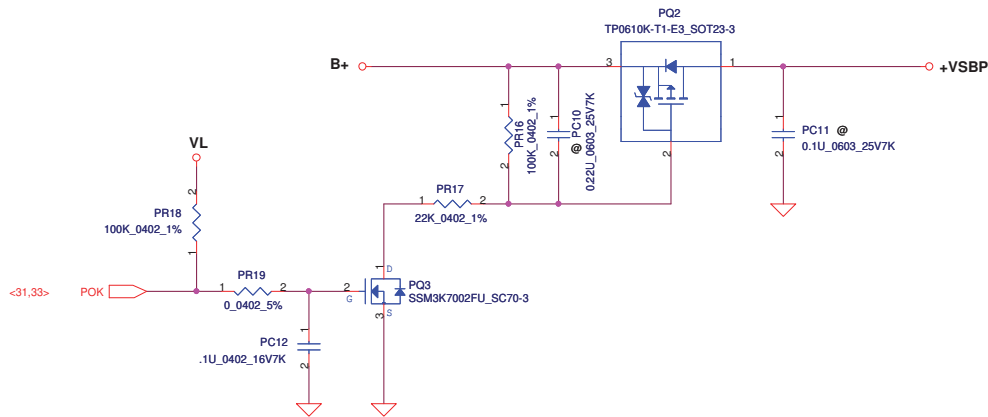 PQ2
TP0610K-T1-E3_SOT23-3
B+
3
1
+VSBP
1
PR16
100K_0402_1%
2
1
@ PC10
0.22U_0603_25V7K
2
2
1
PC11 @
0.1U_0603_25V7K
2
VL
2
PR18
100K_0402_1%
1
PR17
1
2
22K_0402_1%
<31,33>
POK
PR19
1
2
0_0402_5%
1
D
2
G
PQ3
SSM3K7002FU_SC70-3
3
S
1
PC12
.1U_0402_16V7K
2